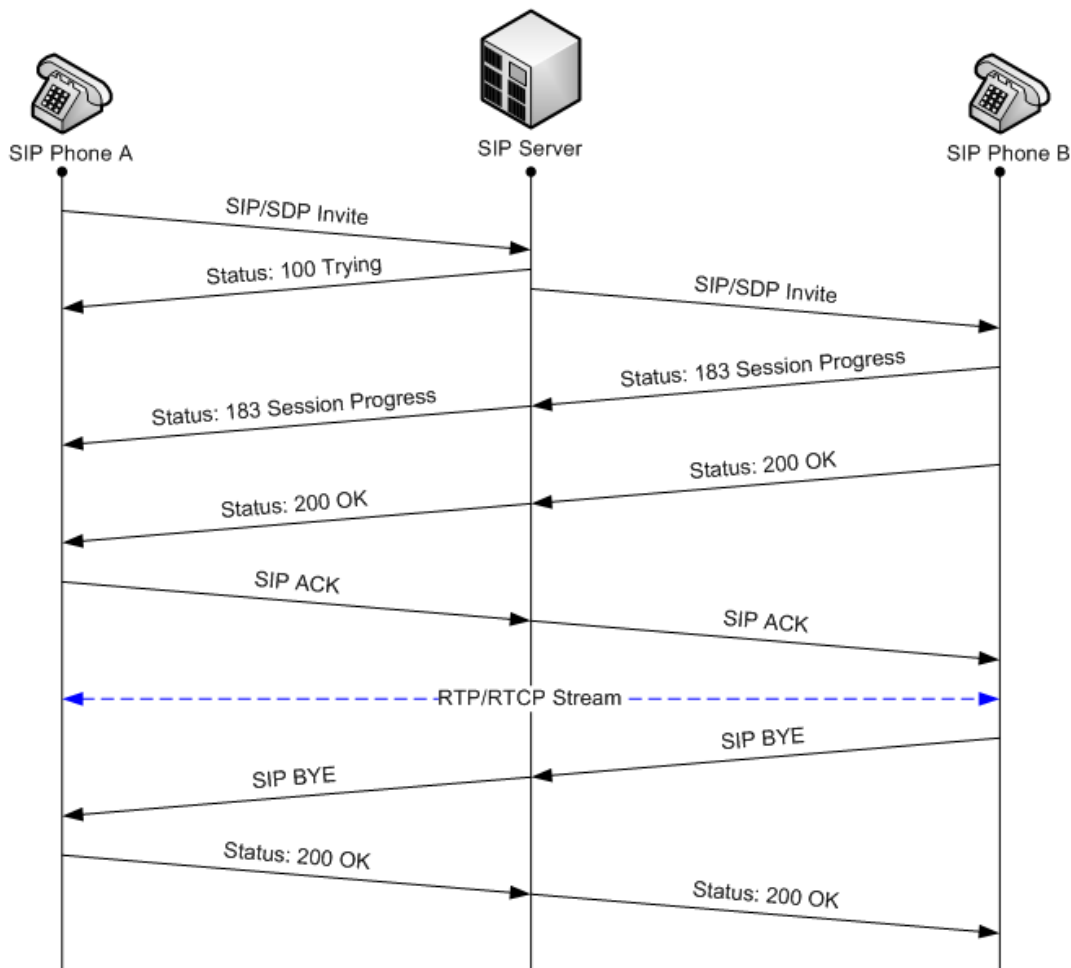 SIP Phone A
SIP Server
SIP Phone B
SIP/SDP Invite
Status: 100 Trying
SIP/SDP Invite
Status: 183 Session Progress
Status: 183 Session Progress
Status: 200 OK
Status: 200 OK
SIP ACK
SIP ACK
RTP/RTCP Stream
SIP BYE
SIP BYE
Status: 200 OK
Status: 200 OK